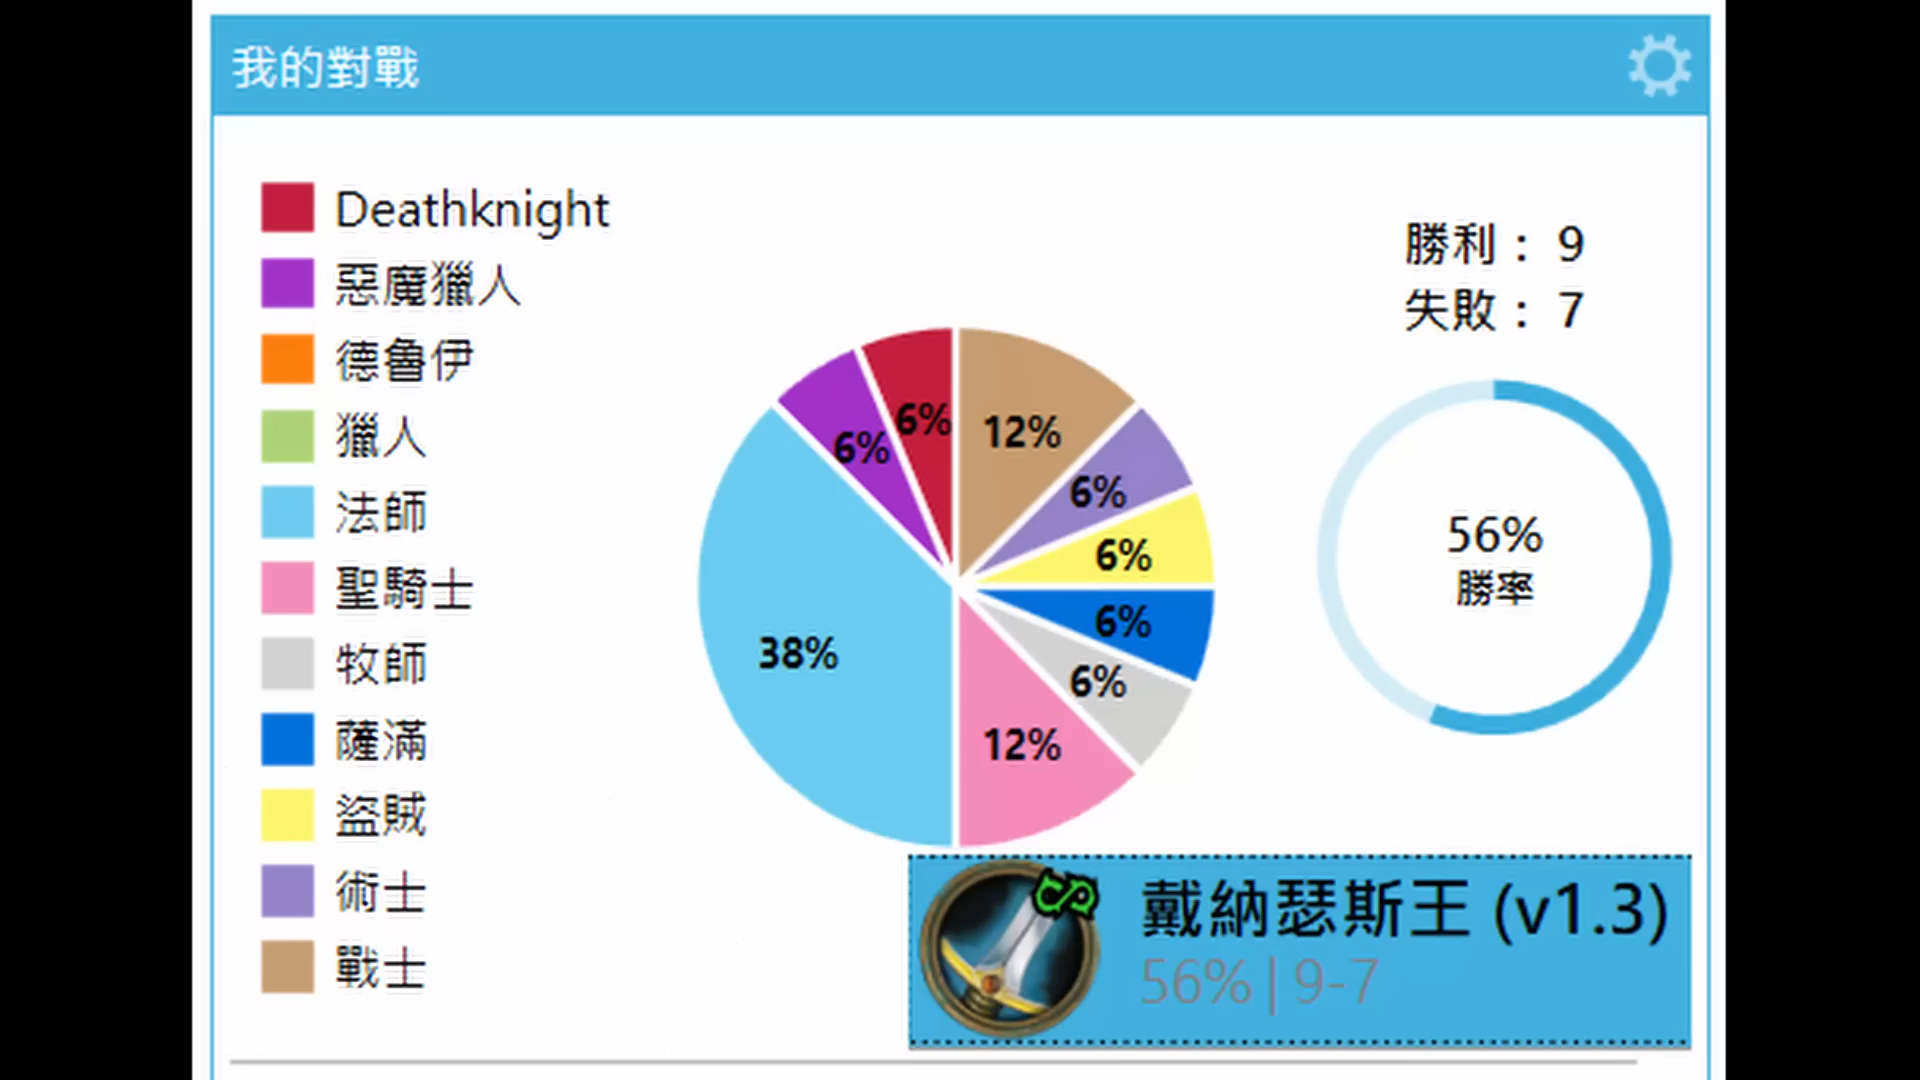 我的對戰
Deathknight
惡魔獵人
德魯伊
獵人
法師
聖騎士
牧師
薩滿
盜賊
術士
戰士
6%
6%
12%
6%
6%
6%
6%
12%
38%
勝利： 9
失敗： 7
56%
勝率
戴納瑟斯王 (v1.3)
56% | 9-7